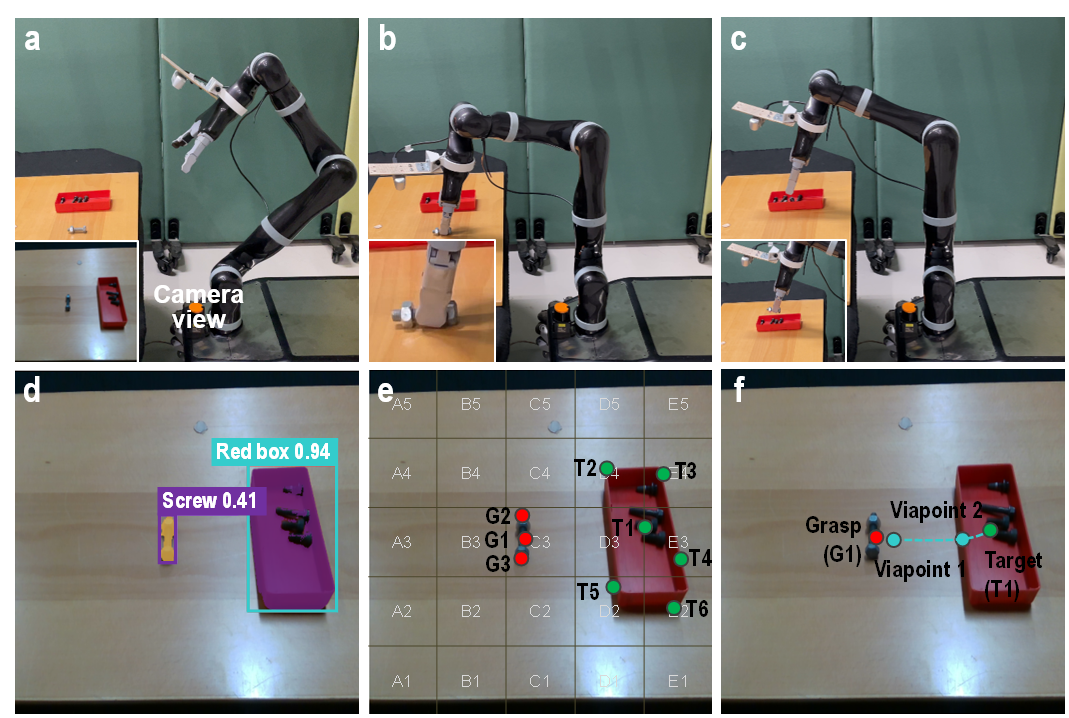 a
b
c
Camera
view
d
Red box 0.94
Screw 0.41
e
A5 B5 C5 D5 E5
A4 B4 C4 D4 E4
T2
T3
G2
G1
G3
T1
A3 B3 C3 D3 E3
T4
T5
A2 B2 C2 D2 E2
T6
A1 B1 C1 D1 E1
f
Viapoint 2
Grasp
(G1)
Viapoint 1
Target
(T1)